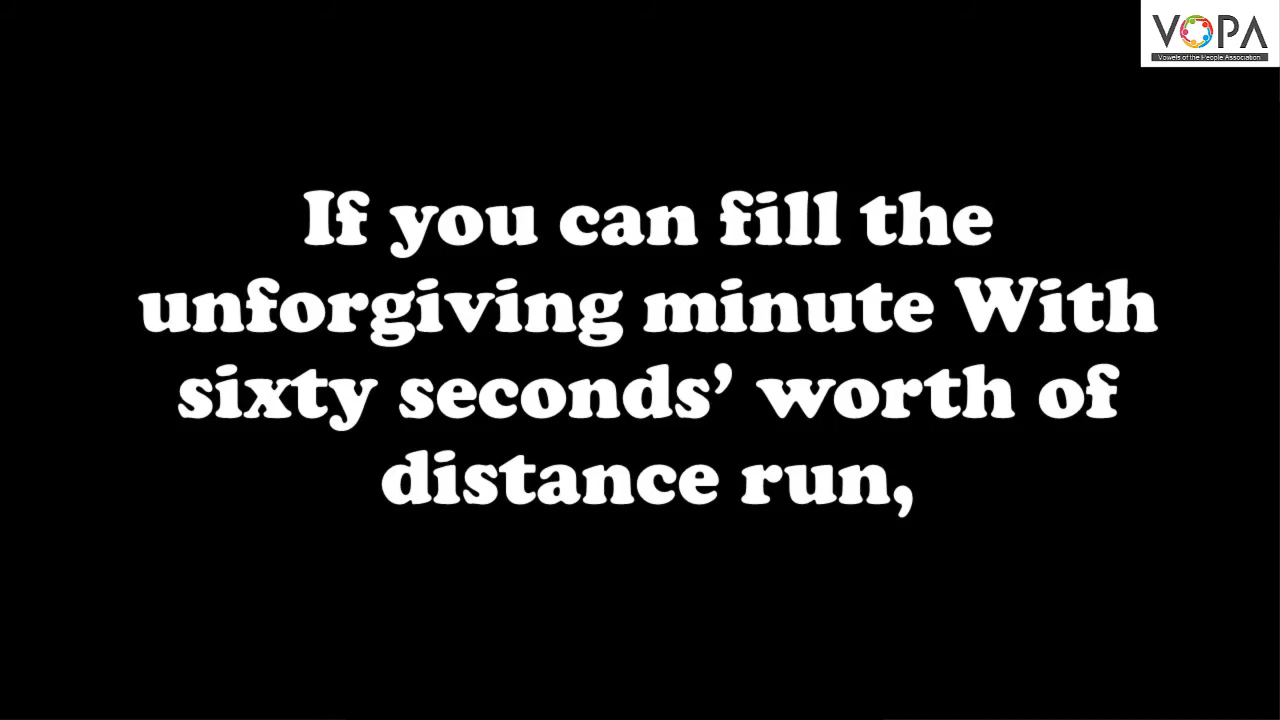 VOPA
Vowels of the People Association
If you can fill the
unforgiving minute With
sixty seconds’ worth of
distance run,